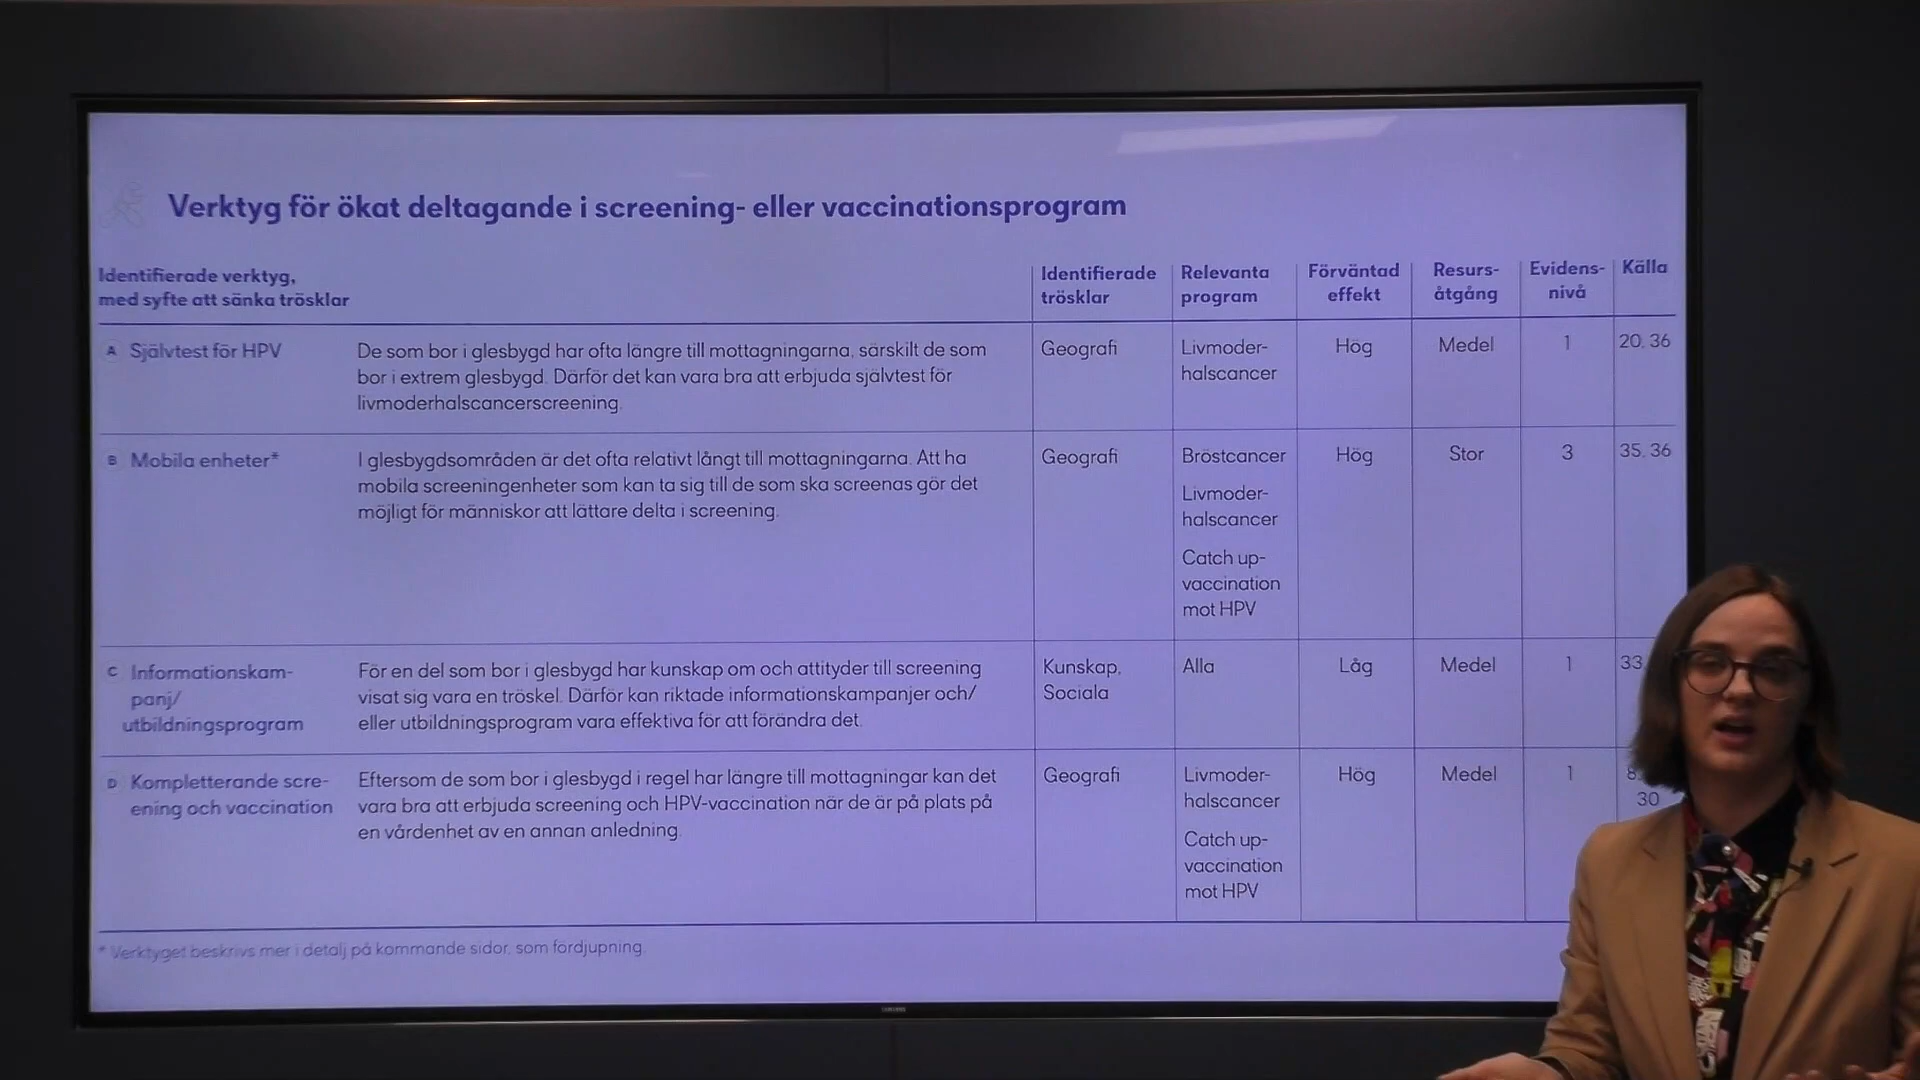 Verktyg för ökat deltagande i screening- eller vaccinationsprogram
Identifierade verktyg,
med syfte att sänka trösklar
Identifierade
trösklar
Relevanta
program
Förväntad
effekt
Resurs-
åtgång
Evidens-
nivå
Källa
A Självtest för HPV
De som bor i glesbygd har ofta längre till mottagningarna, särskilt de som
bor i extrem glesbygd. Därför det kan vara bra att erbjuda självtest för
livmoderhalscancerscreening.
Geografi
Livmoder-
halscancer
Hög
Medel
1
20, 36
B Mobila enheter*
I glesbygdsområden är det ofta relativt långt till mottagningarna. Att ha
mobila screeningenheter som kan ta sig till de som ska screenas gör det
möjligt för människor att lättare delta i screening.
Geografi
Bröstcancer
Livmoder-
halscancer
Catch up-
vaccination
mot HPV
Hög
Stor
3
35, 36
C Informationskam-
panj/
utbildningsprogram
För en del som bor i glesbygd har kunskap om och attityder till screening
visat sig vara en tröskel. Därför kan riktade informationskampanjer och/
eller utbildningsprogram vara effektiva för att förändra det.
Kunskap,
Sociala
Alla
Låg
Medel
1
33
D Kompletterande scre-
ening och vaccination
Eftersom de som bor i glesbygd i regel har längre till mottagningar kan det
vara bra att erbjuda screening och HPV-vaccination när de är på plats på
en vårdenhet av en annan anledning.
Geografi
Livmoder-
halscancer
Catch up-
vaccination
mot HPV
Hög
Medel
1
8
30
* Verktyget beskrivs mer i detalj på kommande sidor, som fördjupning.
SAMSUNG